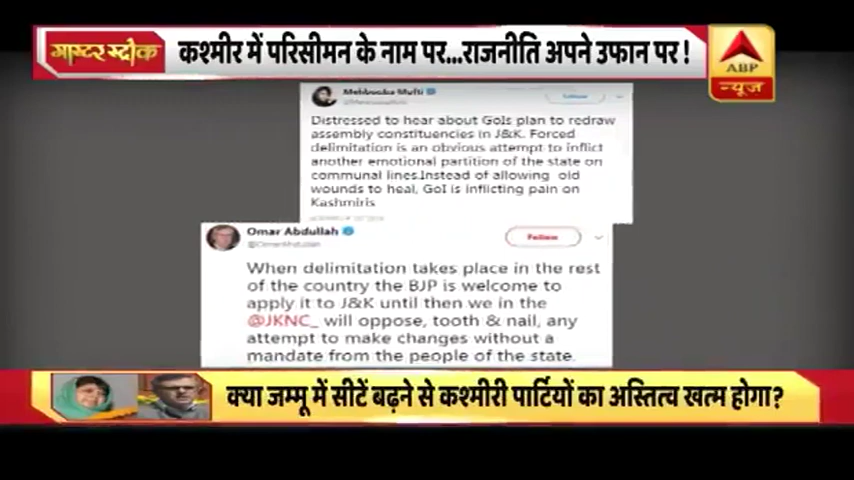 मास्टर स्ट्रोक
कश्मीर में परिसीमन के नाम पर...राजनीति अपने उफान पर!
ABP
न्यूज़
Mehbooba Mufti
Follow
Distressed to hear about GoIs plan to redraw
assembly constituencies in J&K. Forced
delimitation is an obvious attempt to inflict
another emotional partition of the state on
communal lines.Instead of allowing old
wounds to heal, GoI is inflicting pain on
Kashmiris
Omar Abdullah
@OmarAbdullah
Follow
When delimitation takes place in the rest
of the country the BJP is welcome to
apply it to J&K until then we in the
@JKNC_ will oppose, tooth & nail, any
attempt to make changes without a
mandate from the people of the state.
क्या जम्मू में सीटें बढ़ने से कश्मीरी पार्टियों का अस्तित्व खत्म होगा?